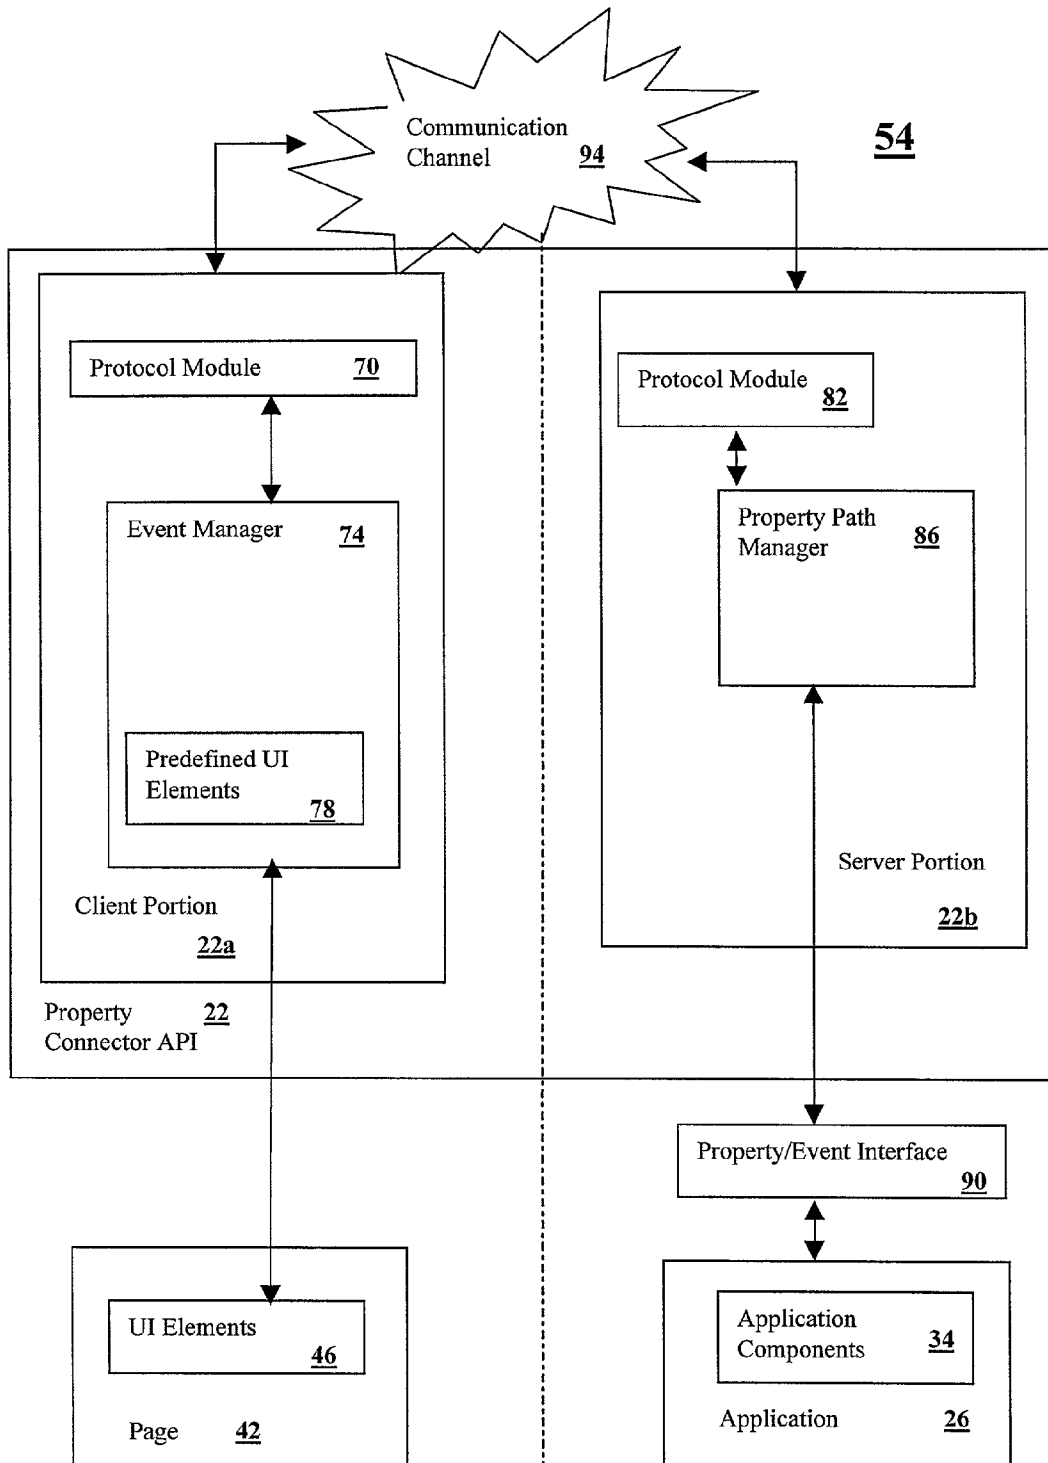 Communication
Channel 94
54
Protocol Module 70
Protocol Module 82
Event Manager 74
Property Path
Manager 86
Predefined UI
Elements 78
Server Portion
22b
Client Portion
22a
Property 22
Connector API
Property/Event Interface
90
UI Elements
46
Application
Components 34
Page 42
Application 26